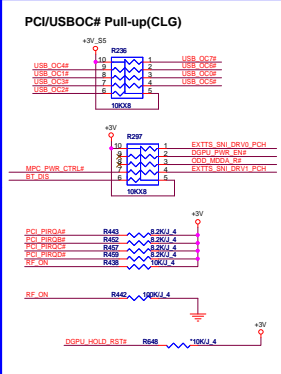 PCI/USBOC# Pull-up(CLG)
+3V_S5
R236
10 1 USB_OC7#
USB_OC4# 9 2 USB_OC6#
USB_OC1# 8 3 USB_OC0#
USB_OC3# 7 4 USB_OC5#
USB_OC2# 6 5
10KX8
+3V
R297
10 1 EXTTS_SNI_DRV0_PCH
9 2 DGPU_PWR_EN#
8 3 ODD_MDDA_R#
MPC_PWR_CTRL# 7 4 EXTTS_SNI_DRV1_PCH
BT_DIS 6 5
10KX8
+3V
PCI_PIRQA# R443 8.2K/J_4
PCI_PIRQB# R452 8.2K/J_4
PCI_PIRQC# R457 8.2K/J_4
PCI_PIRQD# R459 8.2K/J_4
RF_ON R438 10K/J_4
RF_ON R442 100K/J_4
+3V
DGPU_HOLD_RST# R648 *10K/J_4